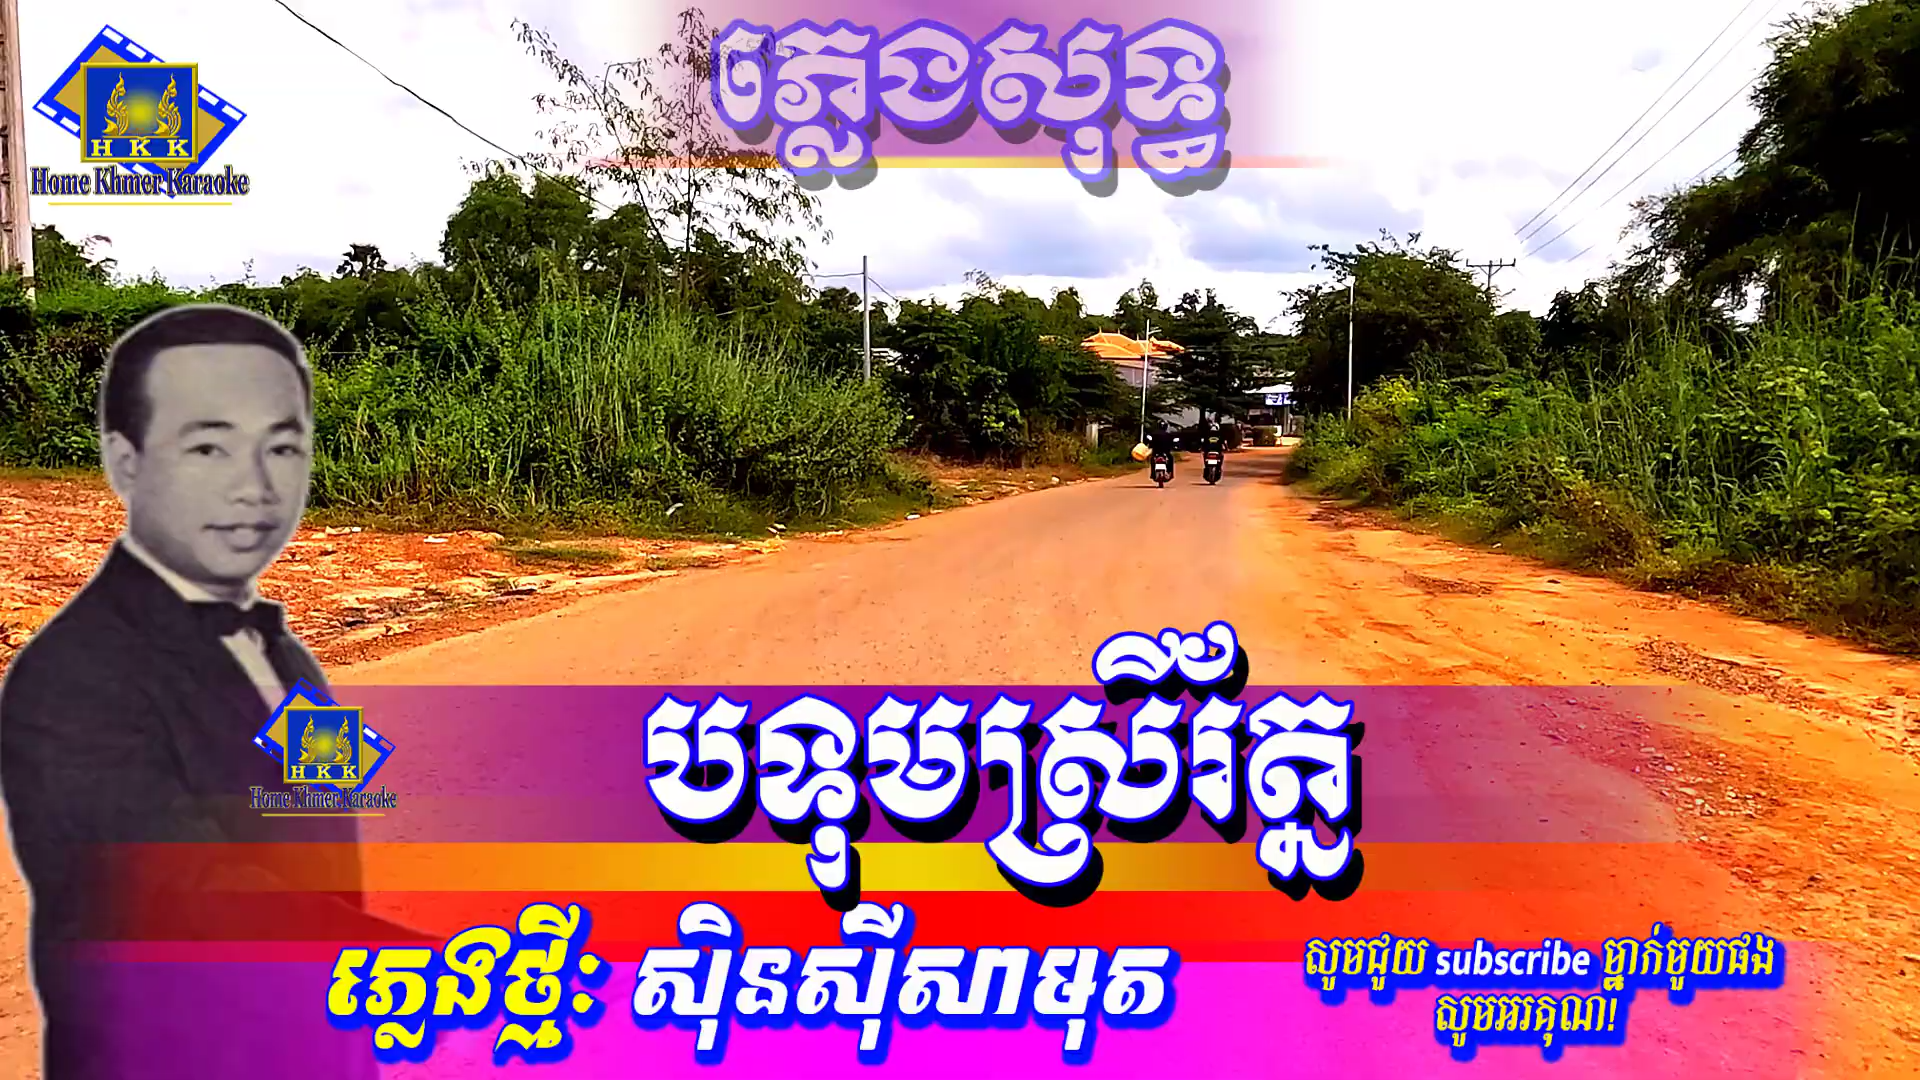 ភ្លេងសុទ្ធ
HKK
Home Khmer Karaoke
បទុមស្រីរ័ត្ន
HKK
Home Khmer Karaoke
ភ្លេងថ្មី: ស៊ិនស៊ីសាមុត
សូមជួយ subscribe ម្នាក់មួយផង
សូមអរគុណ!